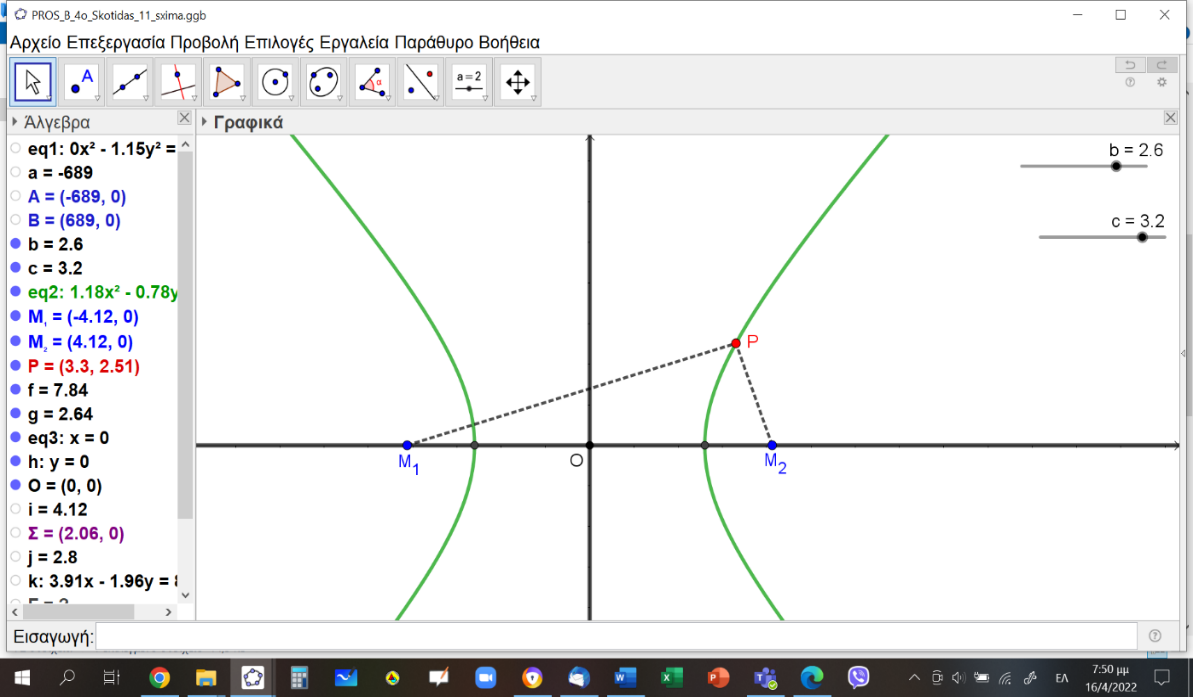 PROS_B_4o_Skotidas_11_sxima.ggb
Αρχείο Επεξεργασία Προβολή Επιλογές Εργαλεία Παράθυρο Βοήθεια
A
α
a = 2
Άλγεβρα
Γραφικά
eq1: 0x² - 1.15y² =
a = -689
A = (-689, 0)
B = (689, 0)
b = 2.6
c = 3.2
eq2: 1.18x² - 0.78y
M₁ = (-4.12, 0)
M₂ = (4.12, 0)
P = (3.3, 2.51)
f = 7.84
g = 2.64
eq3: x = 0
h: y = 0
O = (0, 0)
i = 4.12
Σ = (2.06, 0)
j = 2.8
k: 3.91x - 1.96y =
b = 2.6
c = 3.2
P
M₁
O
M₂
Εισαγωγή:
ΕΛ
7:50 μμ
16/4/2022